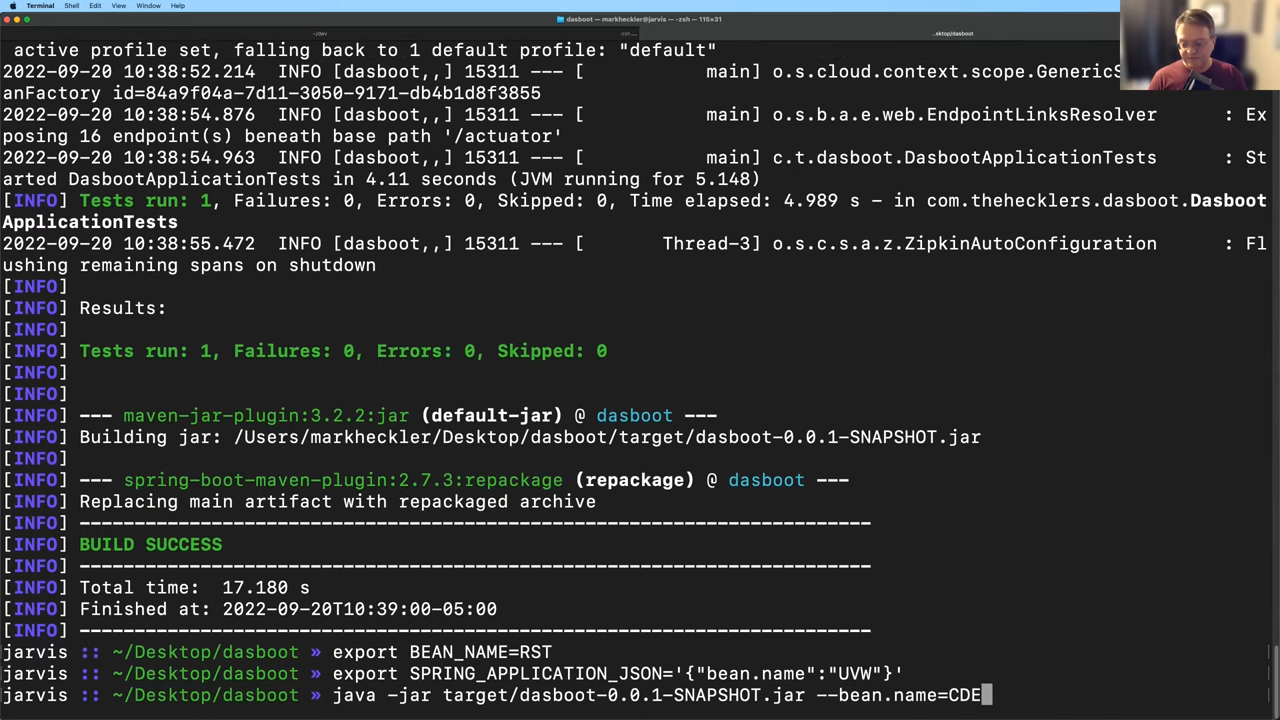 Terminal Shell Edit View Window Help
dasboot — markheckler@jarvis — -zsh — 115×31
~/dev ..sktop/dasboot
active profile set, falling back to 1 default profile: "default"
2022-09-20 10:38:52.214  INFO [dasboot,,] 15311 --- [           main] o.s.cloud.context.scope.GenericS
anFactory id=84a9f04a-7d11-3050-9171-db4b1d8f3855
2022-09-20 10:38:54.876  INFO [dasboot,,] 15311 --- [           main] o.s.b.a.e.web.EndpointLinksResolver      : Ex
posing 16 endpoint(s) beneath base path '/actuator'
2022-09-20 10:38:54.963  INFO [dasboot,,] 15311 --- [           main] c.t.dasboot.DasbootApplicationTests      : St
arted DasbootApplicationTests in 4.11 seconds (JVM running for 5.148)
[INFO] Tests run: 1, Failures: 0, Errors: 0, Skipped: 0, Time elapsed: 4.989 s - in com.thehecklers.dasboot.Dasboot
ApplicationTests
2022-09-20 10:38:55.472  INFO [dasboot,,] 15311 --- [       Thread-3] o.s.c.s.a.z.ZipkinAutoConfiguration      : Fl
ushing remaining spans on shutdown
[INFO]
[INFO] Results:
[INFO]
[INFO] Tests run: 1, Failures: 0, Errors: 0, Skipped: 0
[INFO]
[INFO]
[INFO] --- maven-jar-plugin:3.2.2:jar (default-jar) @ dasboot ---
[INFO] Building jar: /Users/markheckler/Desktop/dasboot/target/dasboot-0.0.1-SNAPSHOT.jar
[INFO]
[INFO] --- spring-boot-maven-plugin:2.7.3:repackage (repackage) @ dasboot ---
[INFO] Replacing main artifact with repackaged archive
[INFO] ------------------------------------------------------------------------
[INFO] BUILD SUCCESS
[INFO] ------------------------------------------------------------------------
[INFO] Total time:  17.180 s
[INFO] Finished at: 2022-09-20T10:39:00-05:00
[INFO] ------------------------------------------------------------------------
jarvis :: ~/Desktop/dasboot » export BEAN_NAME=RST
jarvis :: ~/Desktop/dasboot » export SPRING_APPLICATION_JSON='{"bean.name":"UVW"}'
jarvis :: ~/Desktop/dasboot » java -jar target/dasboot-0.0.1-SNAPSHOT.jar --bean.name=CDE